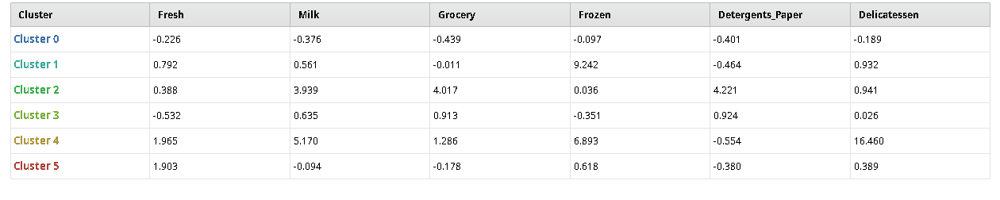 Cluster Fresh Milk Grocery Frozen Detergents_Paper Delicatessen
Cluster 0 -0.226 -0.376 -0.439 -0.097 -0.401 -0.189
Cluster 1 0.792 0.561 -0.011 9.242 -0.464 0.932
Cluster 2 0.388 3.939 4.017 0.036 4.221 0.941
Cluster 3 -0.532 0.635 0.913 -0.351 0.924 0.026
Cluster 4 1.965 5.170 1.286 6.893 -0.554 16.460
Cluster 5 1.903 -0.094 -0.178 0.618 -0.380 0.389